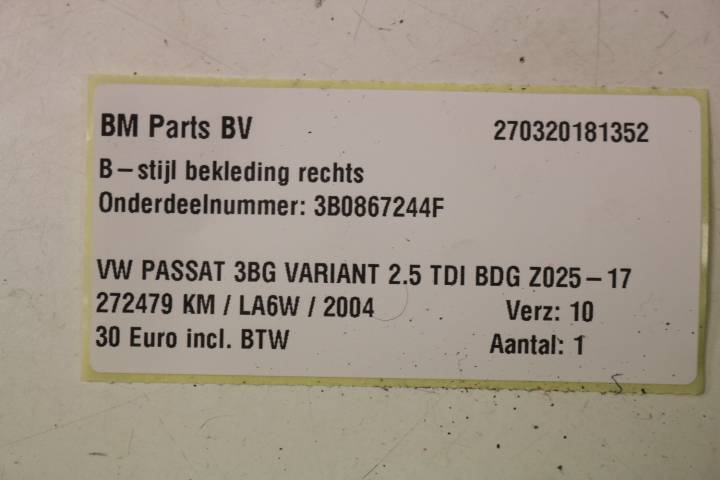 BM Parts BV 270320181352
B-stijl bekleding rechts
Onderdeelnummer: 3B0867244F
VW PASSAT 3BG VARIANT 2.5 TDI BDG Z025-17
272479 KM / LA6W / 2004 Verz: 10
30 Euro incl. BTW Aantal: 1